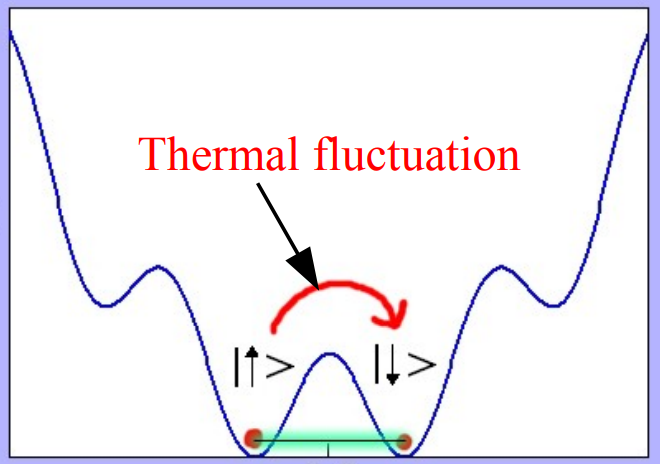 Thermal fluctuation
|↑> |↓>